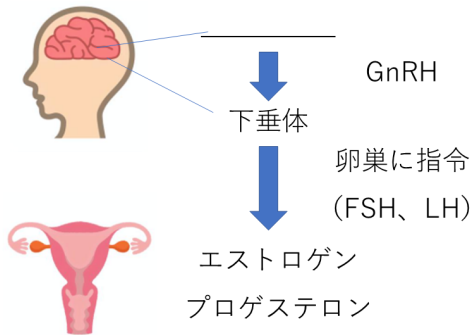 GnRH
下垂体
卵巣に指令
(FSH、LH)
エストロゲン
プロゲステロン